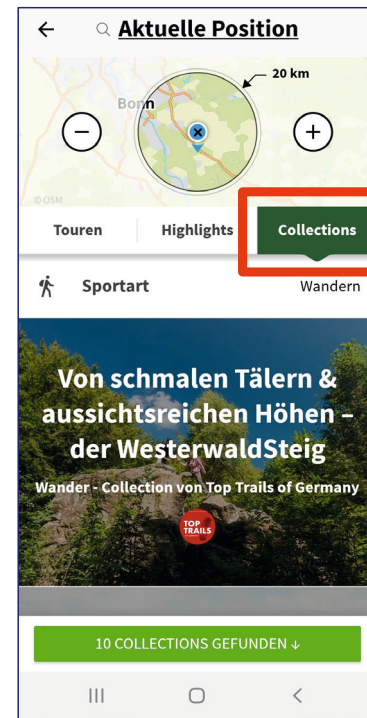 Aktuelle Position
20 km
Bonn
© OSM
Touren Highlights Collections
Sportart Wandern
Von schmalen Tälern &
aussichtsreichen Höhen –
der WesterwaldSteig
Wander - Collection von Top Trails of Germany
TOP
TRAILS
10 COLLECTIONS GEFUNDEN ↓